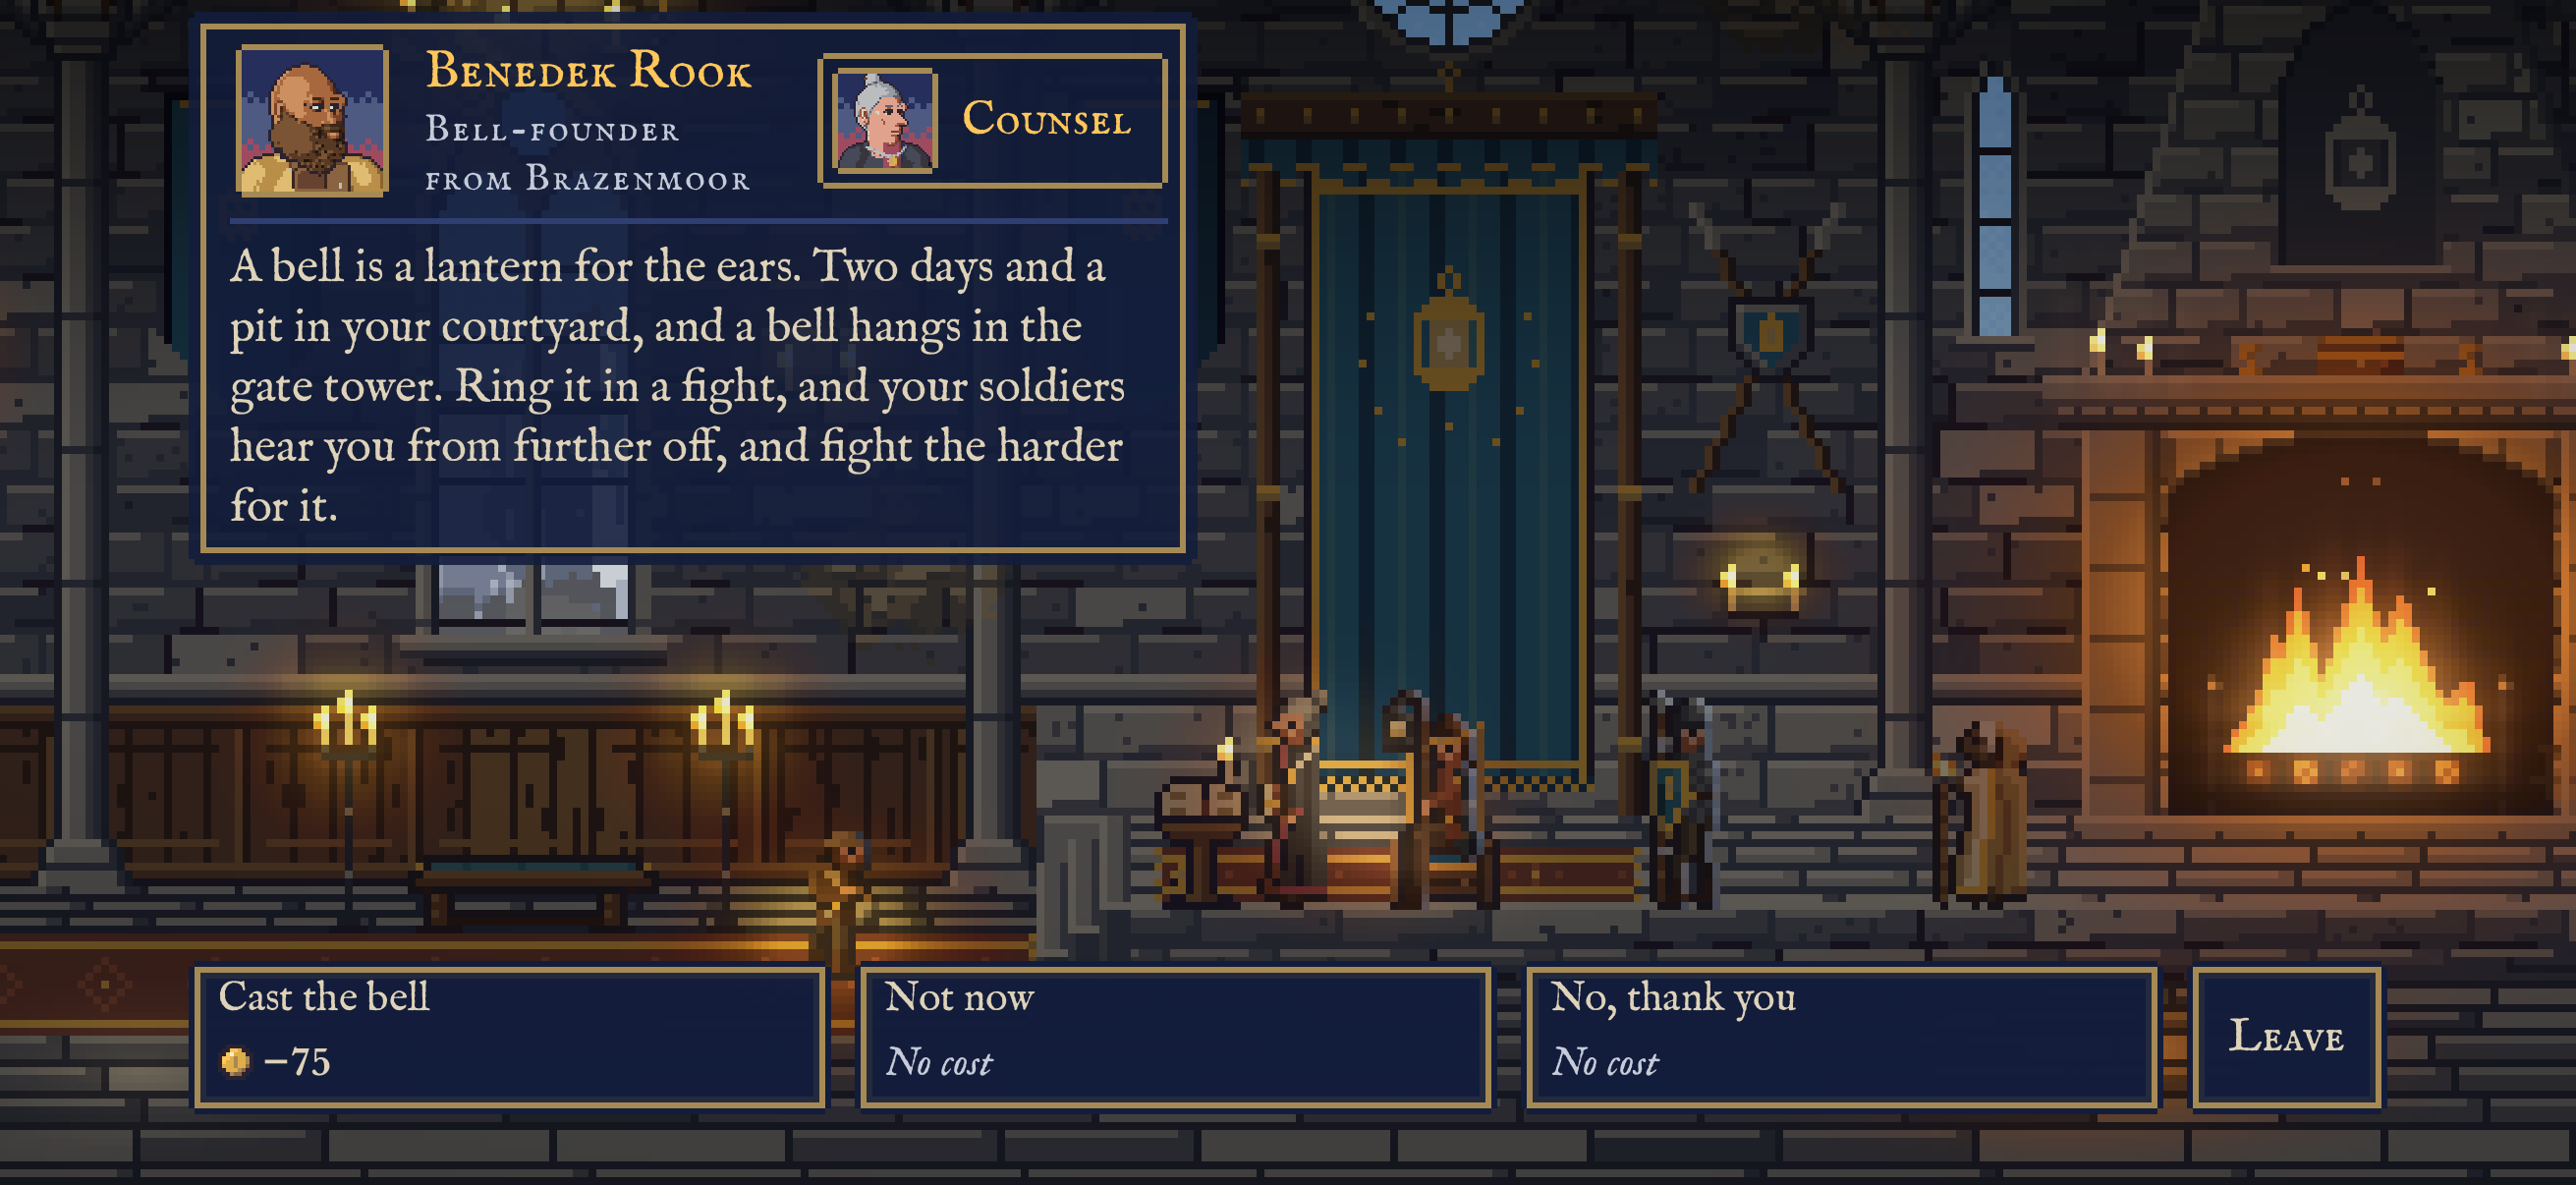 Benedek Rook
Bell-founder
from Brazenmoor
Counsel
A bell is a lantern for the ears. Two days and a
pit in your courtyard, and a bell hangs in the
gate tower. Ring it in a fight, and your soldiers
hear you from further off, and fight the harder
for it.
Cast the bell
−75
Not now
No cost
No, thank you
No cost
Leave